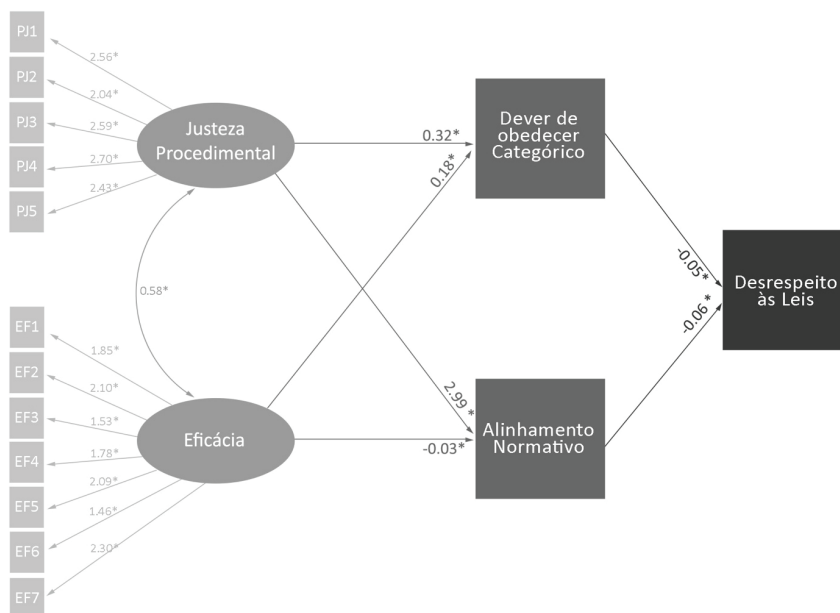 PJ1
PJ2
PJ3
PJ4
PJ5
2.56*
2.04*
2.59*
2.70*
2.43*
Justeza
Procedimental
0.58*
EF1
EF2
EF3
EF4
EF5
EF6
EF7
1.85*
2.10*
1.53*
1.78*
2.09*
1.46*
2.30*
Eficácia
0.32*
0.18*
2.99 *
-0.03*
Dever de
obedecer
Categórico
Alinhamento
Normativo
-0.05*
-0.06 *
Desrespeito
às Leis